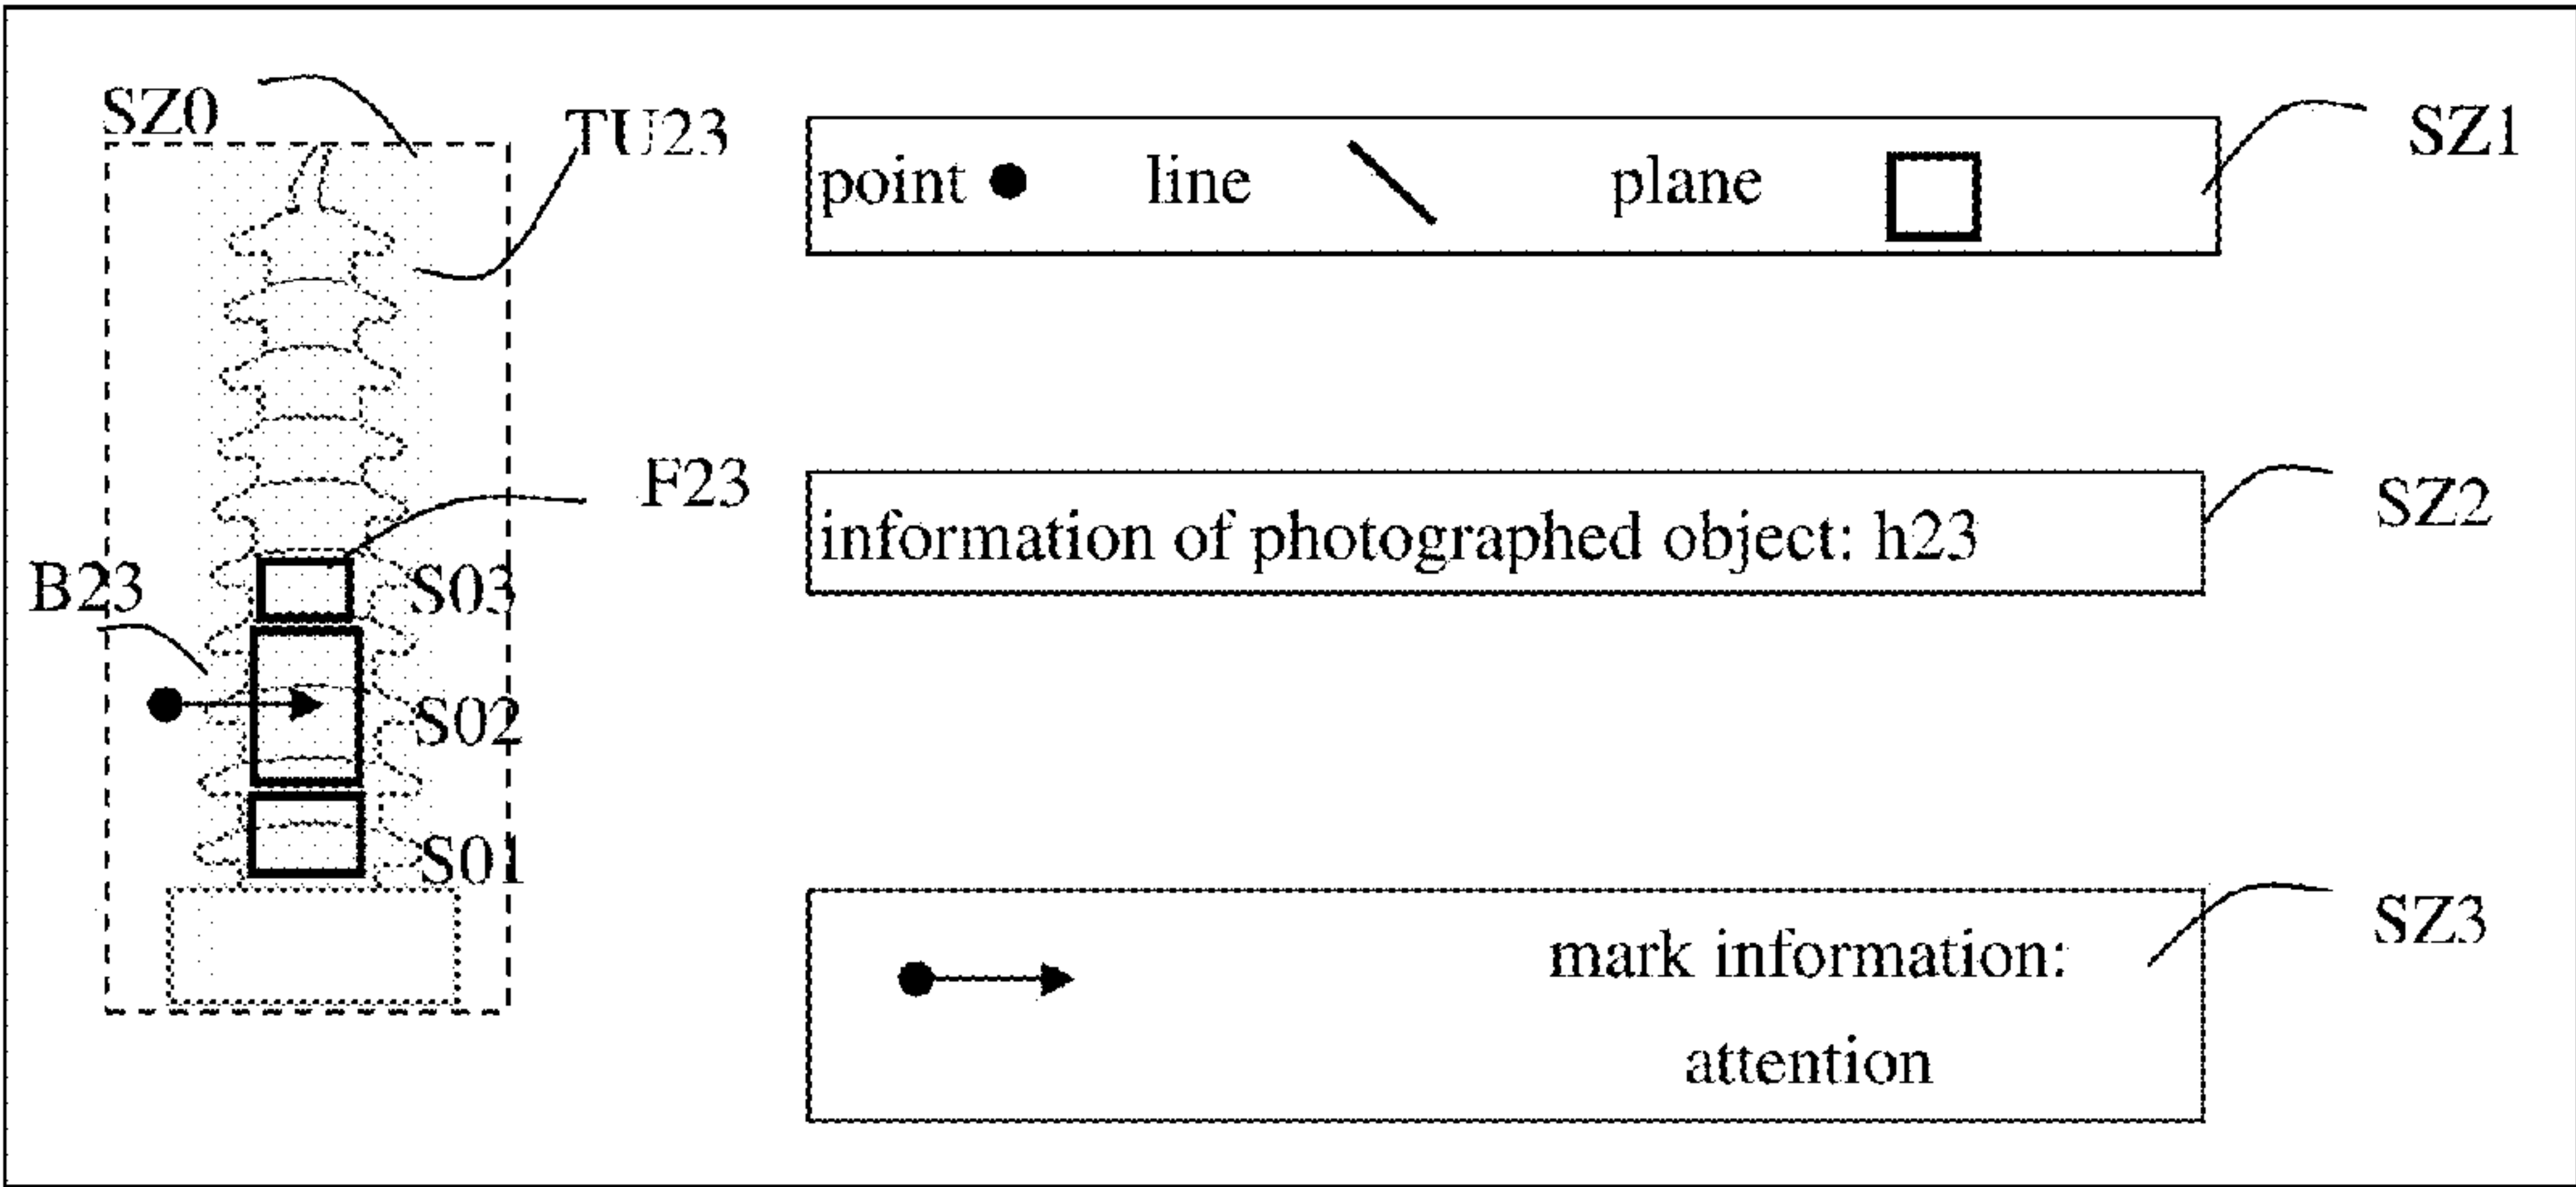 SZ0
TU23
point line plane
SZ1
F23
information of photographed object: h23
SZ2
B23
S03
S02
S01
mark information:
attention
SZ3